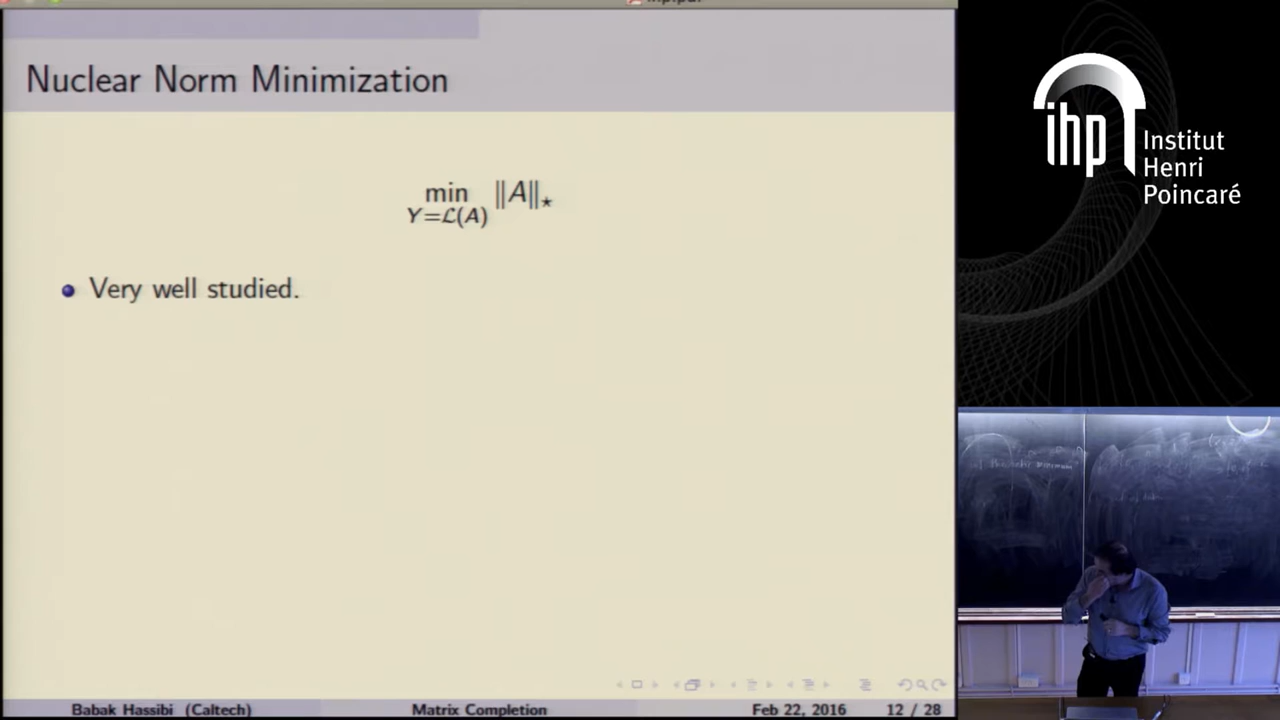 Nuclear Norm Minimization
min ‖A‖⋆
Y=ℒ(A)
Very well studied.
Babak Hassibi (Caltech) Matrix Completion Feb 22, 2016 12 / 28
ihp Institut
Henri
Poincaré